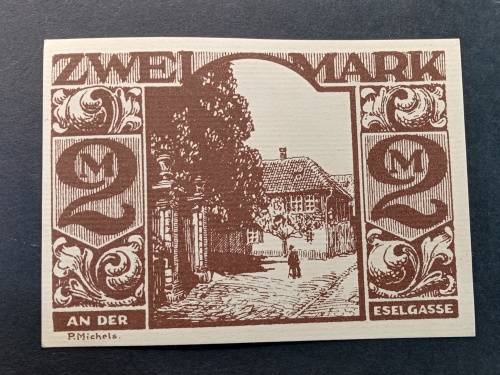 ZWEI MARK
M M
2 2
AN DER ESELGASSE
P. Michels.